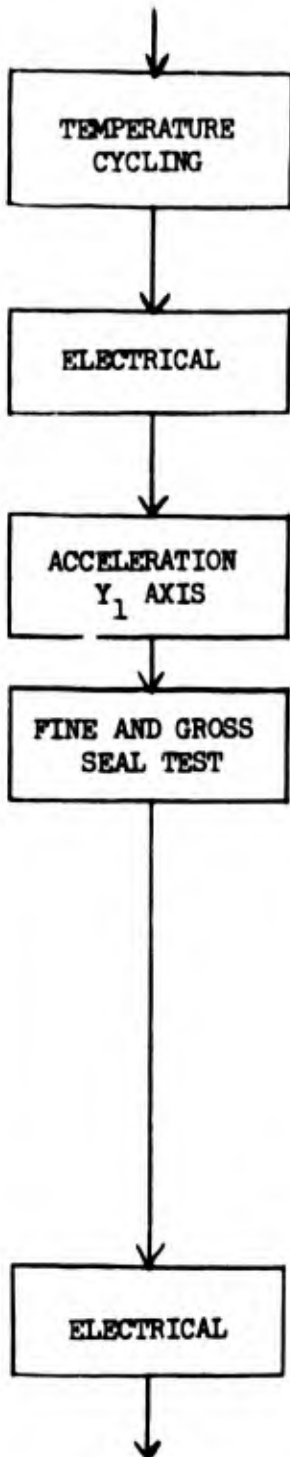 TEMPERATURE
CYCLING
ELECTRICAL
ACCELERATION
Y₁ AXIS
FINE AND GROSS
SEAL TEST
ELECTRICAL